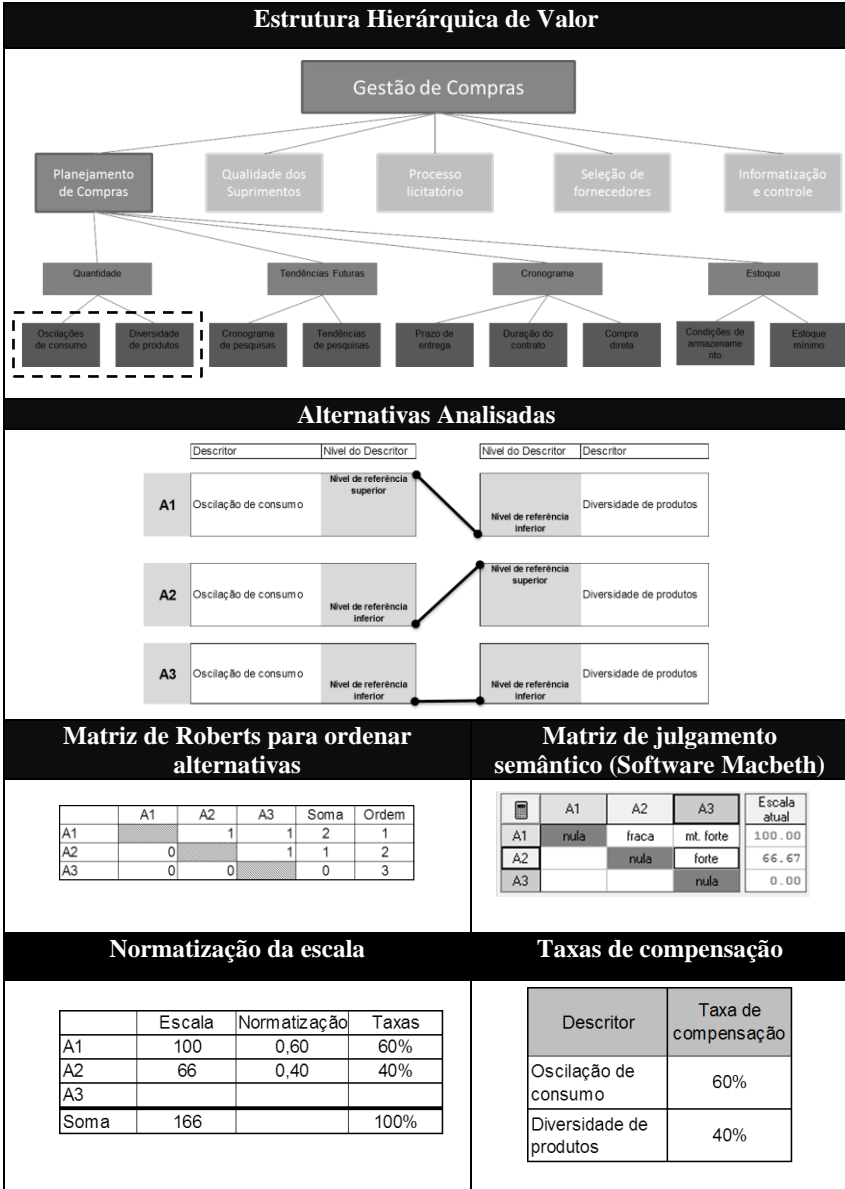 Estrutura Hierárquica de Valor
Gestão de Compras
Planejamento de Compras
Qualidade dos Suprimentos
Processo licitatório
Seleção de fornecedores
Informatização e controle
Quantidade
Tendências Futuras
Cronograma
Estoque
Oscilações de consumo
Diversidade de produtos
Cronograma de pesquisas
Tendências de pesquisas
Prazo de entrega
Duração do contrato
Compra direta
Condições de armazename nto
Estoque mínimo
Alternativas Analisadas
Descritor Nível do Descritor Nível do Descritor Descritor
A1 Oscilação de consumo Nível de referência superior Nível de referência inferior Diversidade de produtos
A2 Oscilação de consumo Nível de referência inferior Nível de referência superior Diversidade de produtos
A3 Oscilação de consumo Nível de referência inferior Nível de referência inferior Diversidade de produtos
Matriz de Roberts para ordenar
alternativas
A1 A2 A3 Soma Ordem
A1 1 1 2 1
A2 0 1 1 2
A3 0 0 0 3
Matriz de julgamento
semântico (Software Macbeth)
A1 A2 A3 Escala atual
A1 nula fraca mt. forte 100.00
A2 nula forte 66.67
A3 nula 0.00
Normatização da escala
Escala Normatização Taxas
A1 100 0,60 60%
A2 66 0,40 40%
A3
Soma 166 100%
Taxas de compensação
Descritor Taxa de compensação
Oscilação de consumo 60%
Diversidade de produtos 40%